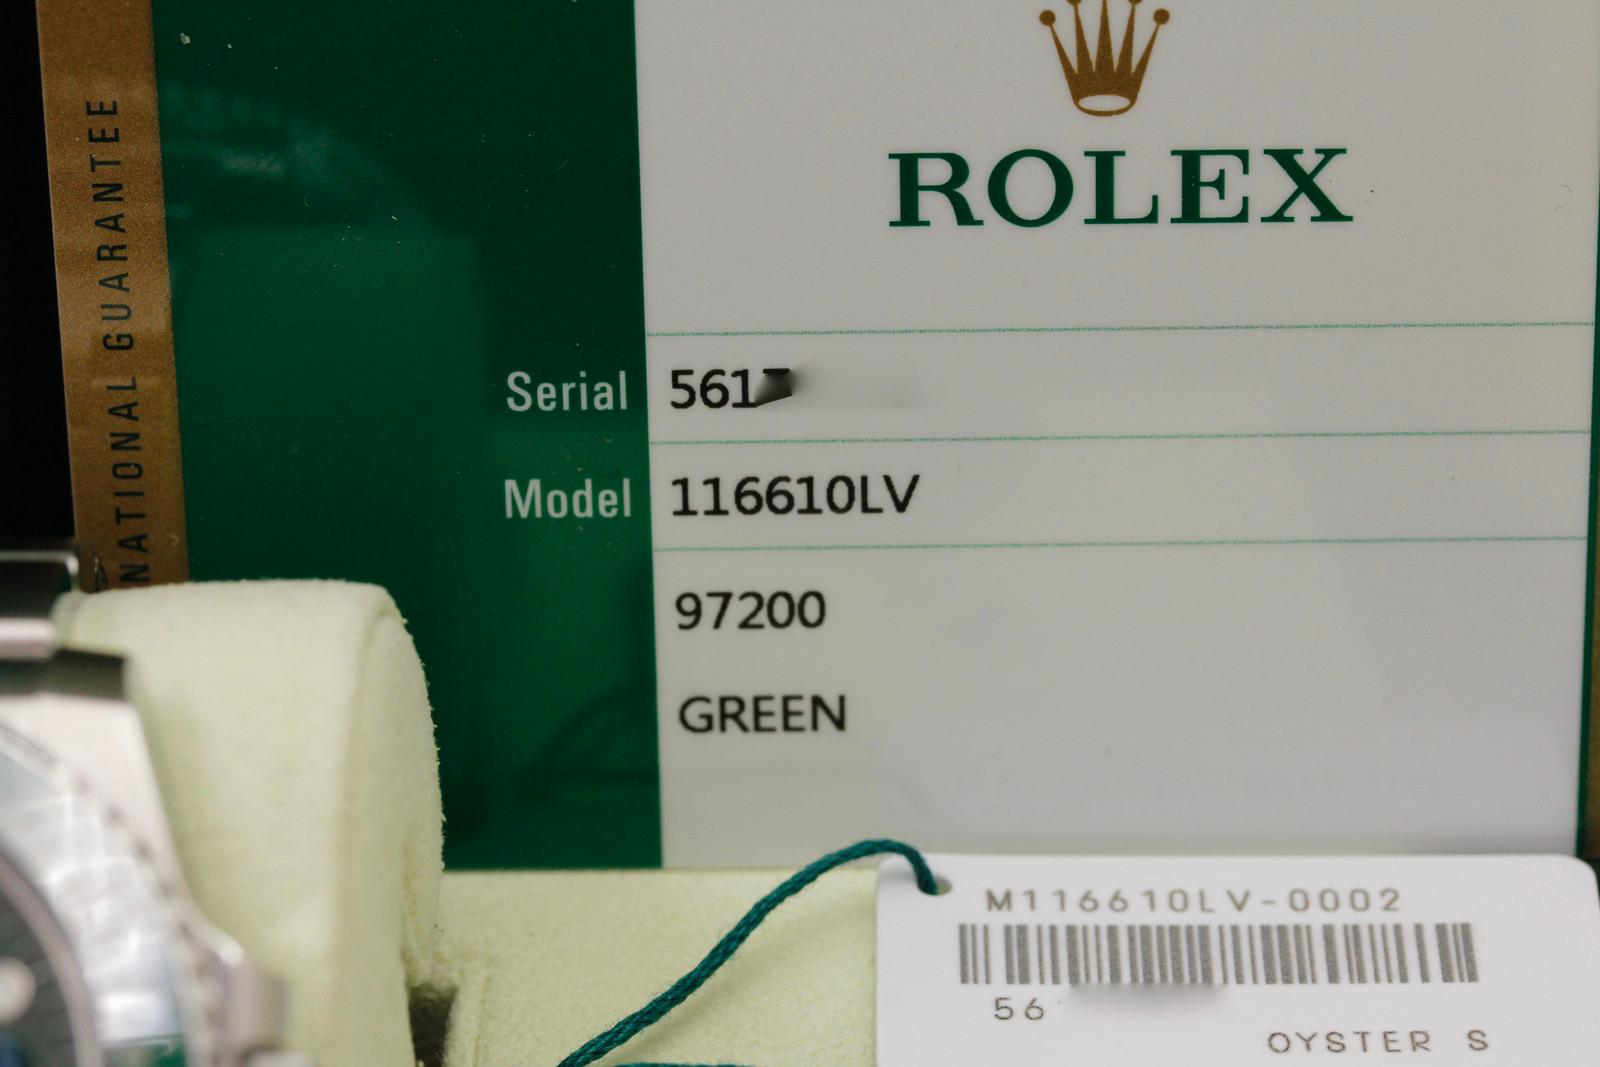 NATIONAL GUARANTEE
ROLEX
Serial 561
Model 116610LV
97200
GREEN
M116610LV-0002
56
OYSTER S